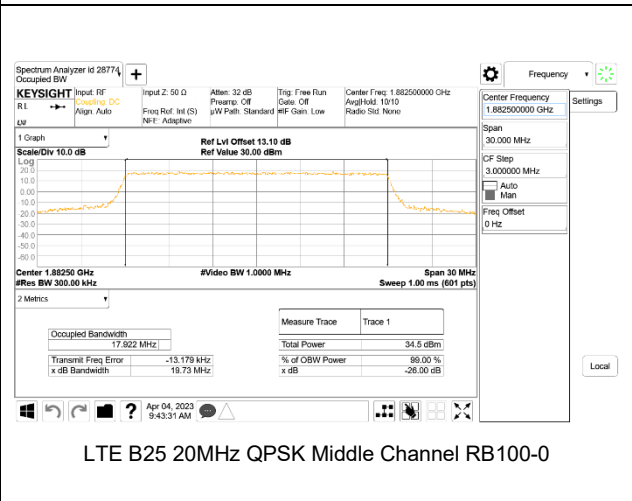 Spectrum Analyzer Id 28774
Occupied BW
Frequency
KEYSIGHT
Input: RF
Input Z: 50 Ω
Atten: 32 dB
Trig: Free Run
Center Freq: 1.882500000 GHz
R L
Coupling: DC
Preamp: Off
Gate: Off
Avg|Hold: 10/10
Align: Auto
Freq Ref: Int (S)
µW Path: Standard
#IF Gain: Low
Radio Std: None
NFE: Adaptive
Center Frequency
1.882500000 GHz
Settings
Span
30.000 MHz
CF Step
3.000000 MHz
Auto
Man
Freq Offset
0 Hz
Local
1 Graph
Ref Lvl Offset 13.10 dB
Scale/Div 10.0 dB
Ref Value 30.00 dBm
Log
20.0
10.0
0.00
-10.0
-20.0
-30.0
-40.0
-50.0
-60.0
Center 1.88250 GHz
#Video BW 1.0000 MHz
Span 30 MHz
#Res BW 300.00 kHz
Sweep 1.00 ms (601 pts)
2 Metrics
Measure Trace
Trace 1
Occupied Bandwidth
17.922 MHz
Total Power
34.5 dBm
Transmit Freq Error
-13.179 kHz
% of OBW Power
99.00 %
x dB Bandwidth
19.73 MHz
x dB
-26.00 dB
Apr 04, 2023
9:43:31 AM
LTE B25 20MHz QPSK Middle Channel RB100-0